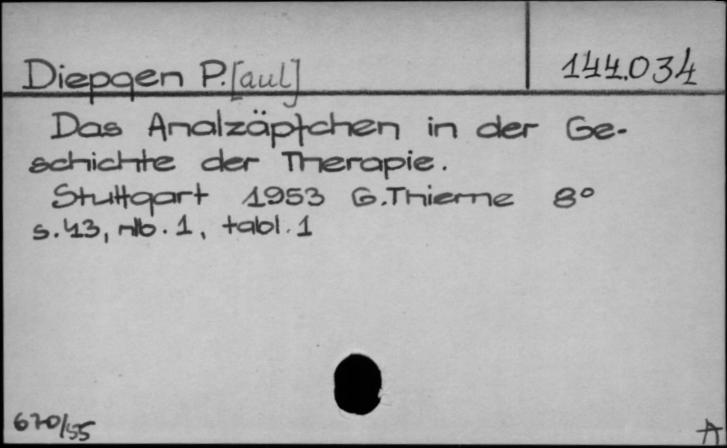 Diepgen P.[aul]
144.034
Das Analzäpfchen in der Ge-
schichte der Therapie.
Stuttgart 1953 G. Thieme 8°
s. 43, nlb. 1, tabl. 1
670/55
A